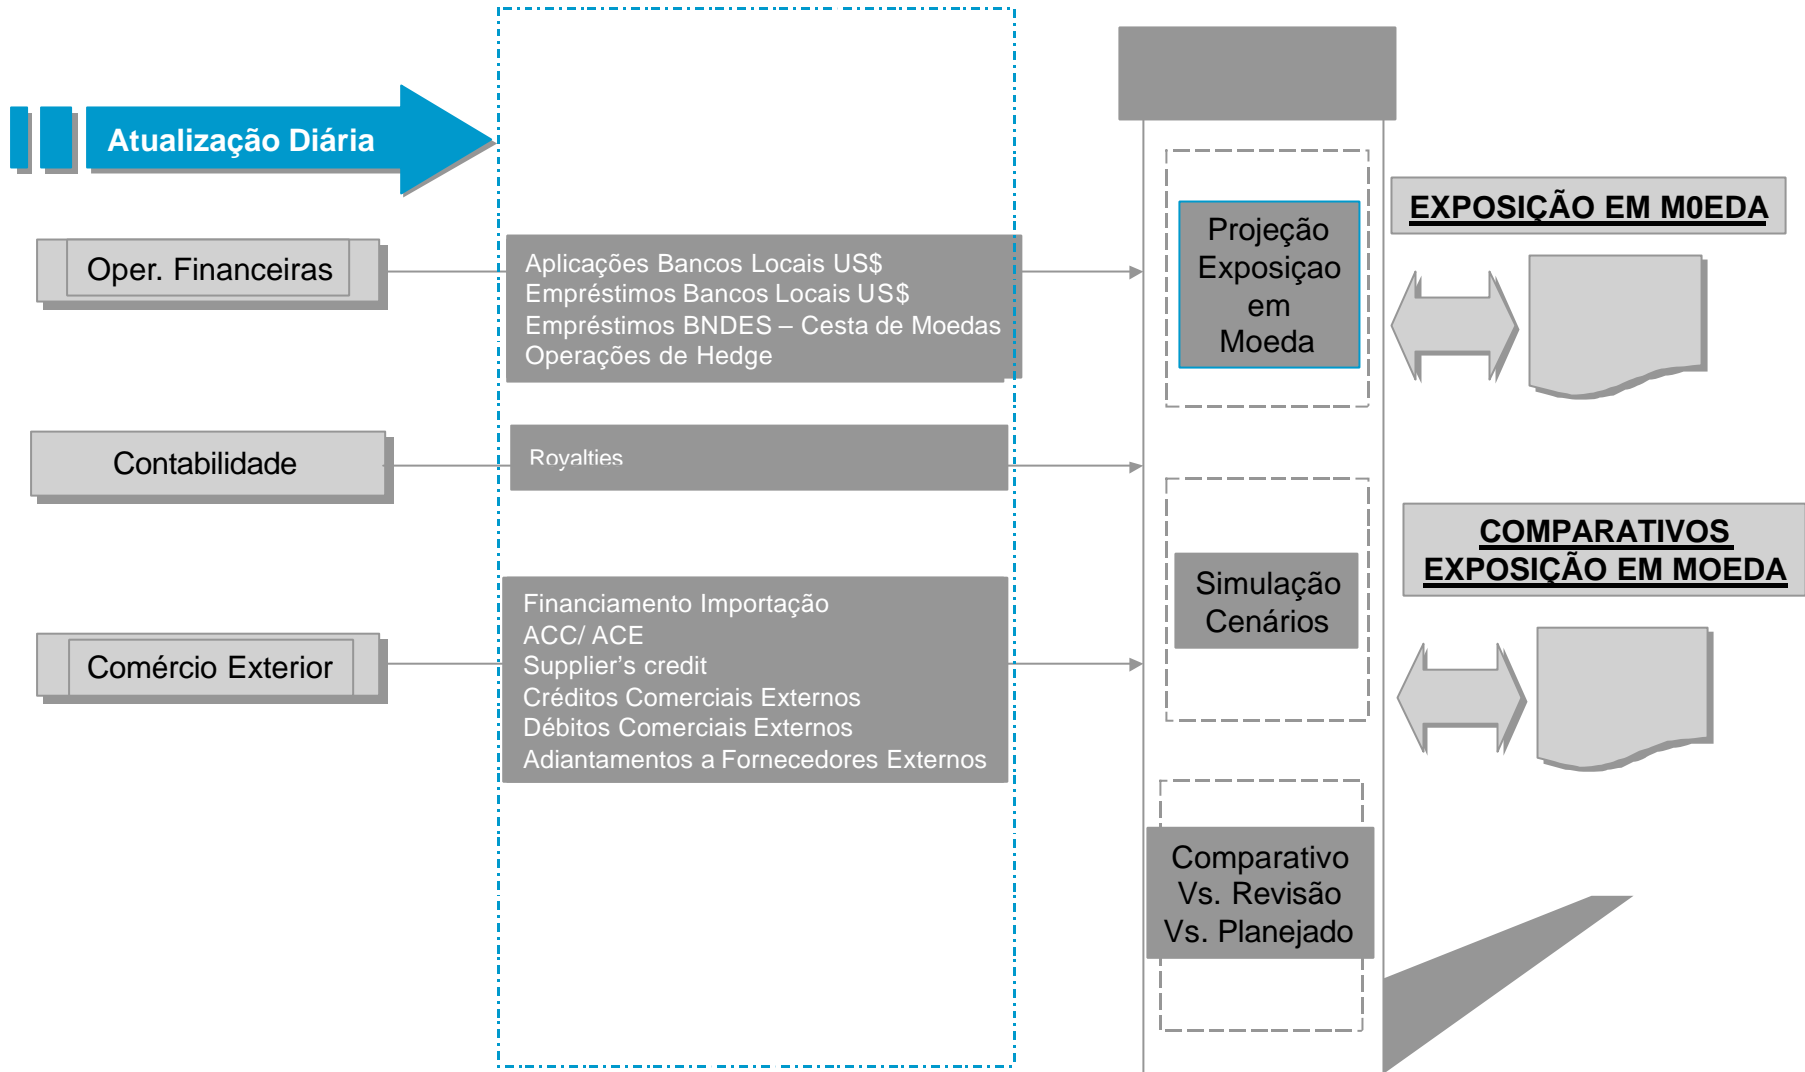 Atualização Diária
Oper. Financeiras
Contabilidade
Comércio Exterior
Aplicações Bancos Locais US$
Empréstimos Bancos Locais US$
Empréstimos BNDES – Cesta de Moedas
Operações de Hedge
Royalties
Financiamento Importação
ACC/ ACE
Supplier’s credit
Créditos Comerciais Externos
Débitos Comerciais Externos
Adiantamentos a Fornecedores Externos
Projeção
Exposiçao
em
Moeda
Simulação
Cenários
Comparativo
Vs. Revisão
Vs. Planejado
EXPOSIÇÃO EM M0EDA
COMPARATIVOS
EXPOSIÇÃO EM MOEDA